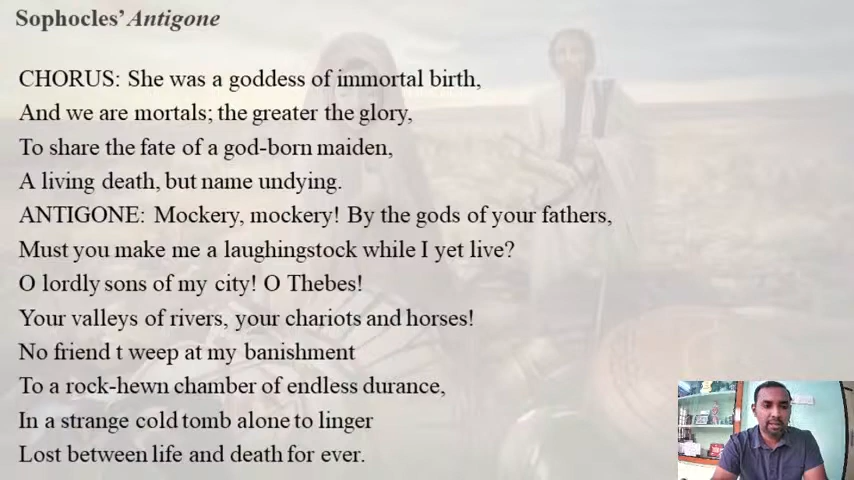 Sophocles' Antigone
CHORUS: She was a goddess of immortal birth,
And we are mortals; the greater the glory,
To share the fate of a god-born maiden,
A living death, but name undying.
ANTIGONE: Mockery, mockery! By the gods of your fathers,
Must you make me a laughingstock while I yet live?
O lordly sons of my city! O Thebes!
Your valleys of rivers, your chariots and horses!
No friend t weep at my banishment
To a rock-hewn chamber of endless durance,
In a strange cold tomb alone to linger
Lost between life and death for ever.